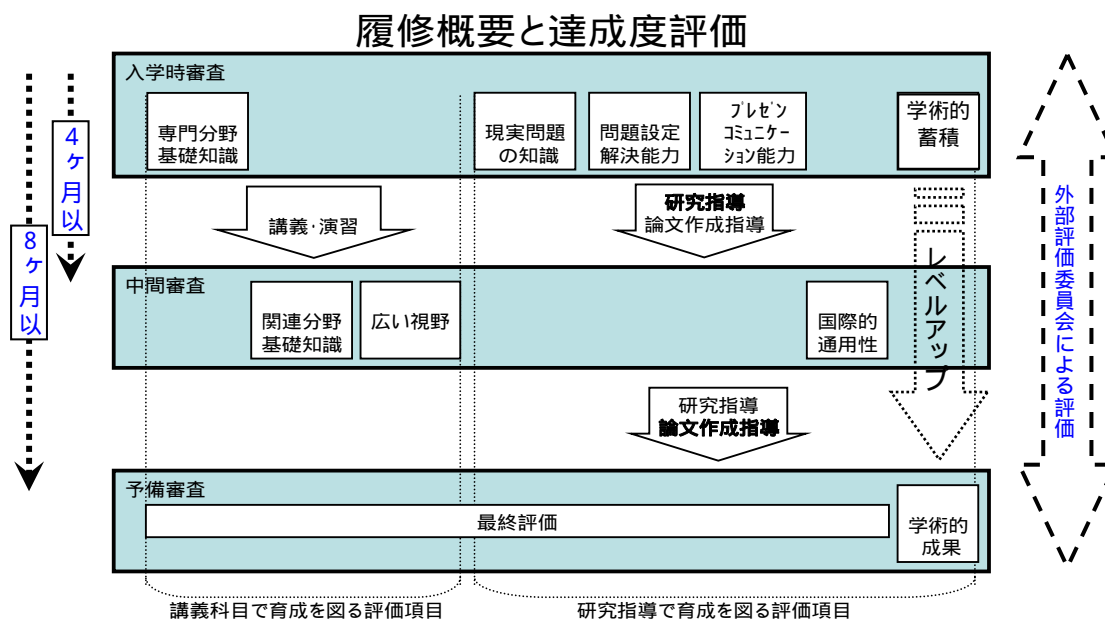 履修概要と達成度評価
入学時審査
専門分野
基礎知識
現実問題
の知識
問題設定
解決能力
プレゼン
コミュニケー
ション能力
学術的
蓄積
4ヶ月以
8ヶ月以
講義・演習
研究指導
論文作成指導
レベルアップ
外部評価委員会による評価
中間審査
関連分野
基礎知識
広い視野
国際的
通用性
研究指導
論文作成指導
予備審査
最終評価
学術的
成果
講義科目で育成を図る評価項目
研究指導で育成を図る評価項目